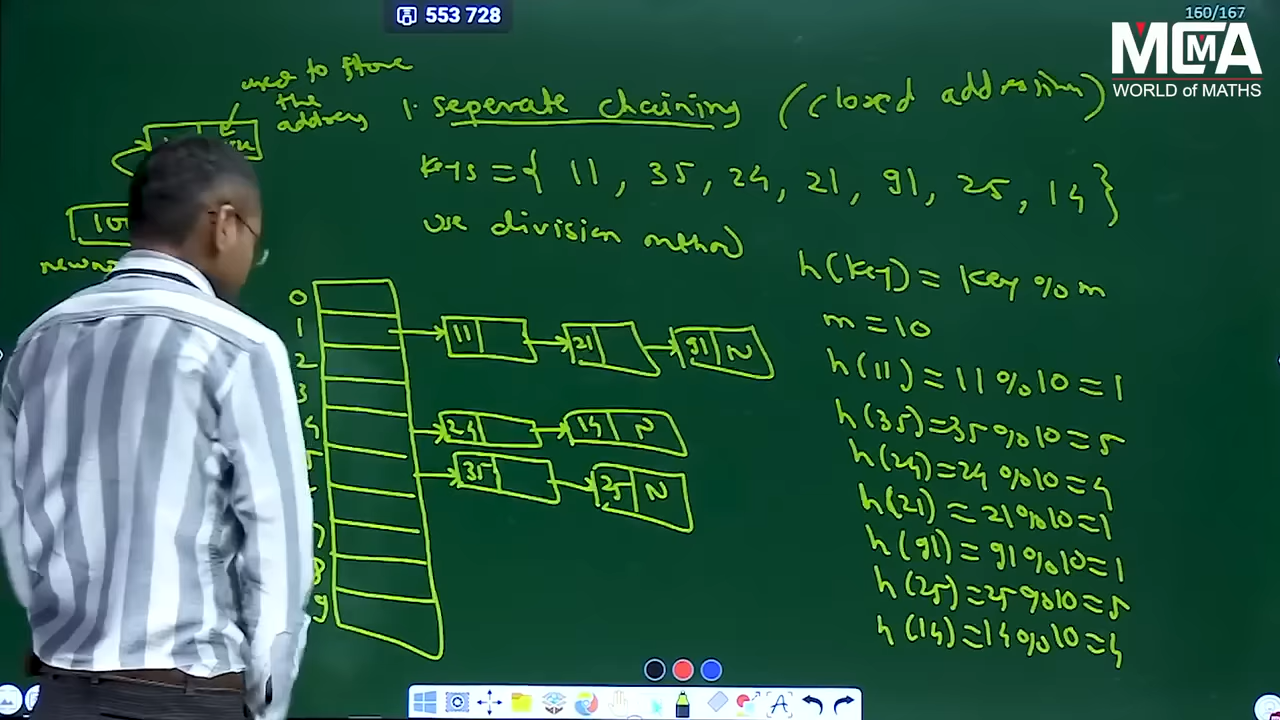 553 728
160/167
MCMA
WORLD of MATHS
used to store
the
address
1. seperate chaining (closed addressing)
keys = { 11, 35, 24, 21, 91, 25, 14 }
use division method
h(key) = key % m
m = 10
h(11) = 11 % 10 = 1
h(35) = 35 % 10 = 5
h(24) = 24 % 10 = 4
h(21) = 21 % 10 = 1
h(91) = 91 % 10 = 1
h(25) = 25 % 10 = 5
h(14) = 14 % 10 = 4
0
1 11 21 91 N
2
3
4 24 14 N
5 35 25 N
7
8
9